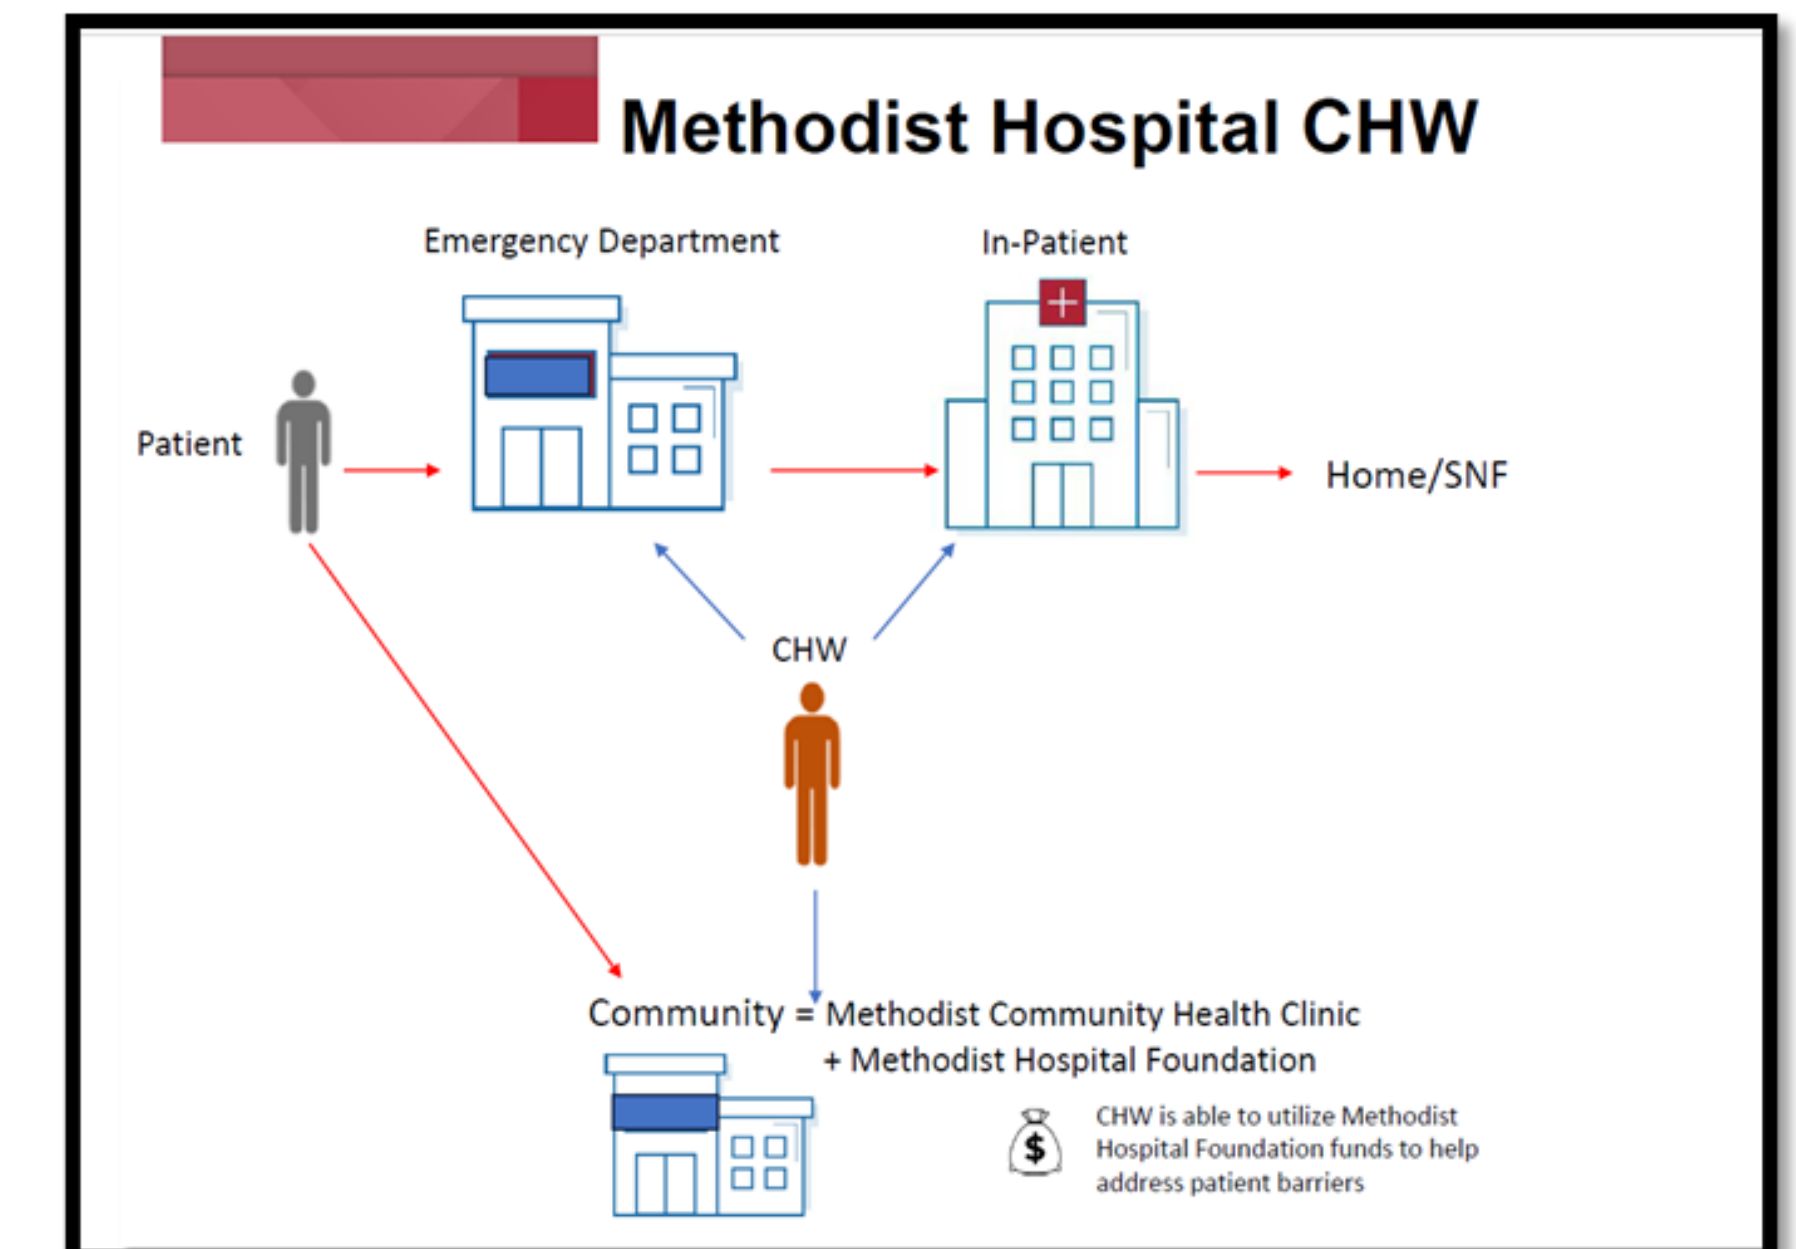 Methodist Hospital CHW
Emergency Department
In-Patient
Patient
Home/SNF
CHW
Community = Methodist Community Health Clinic
+ Methodist Hospital Foundation
$
CHW is able to utilize Methodist
Hospital Foundation funds to help
address patient barriers